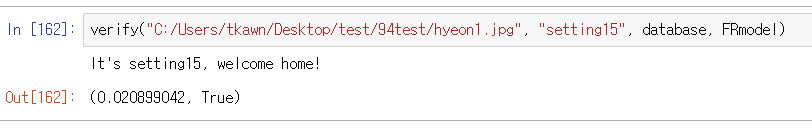 In [162]: verify("C:/Users/tkawn/Desktop/test/94test/hyeon1.jpg", "setting15", database, FRmodel)
It's setting15, welcome home!
Out[162]: (0.020899042, True)